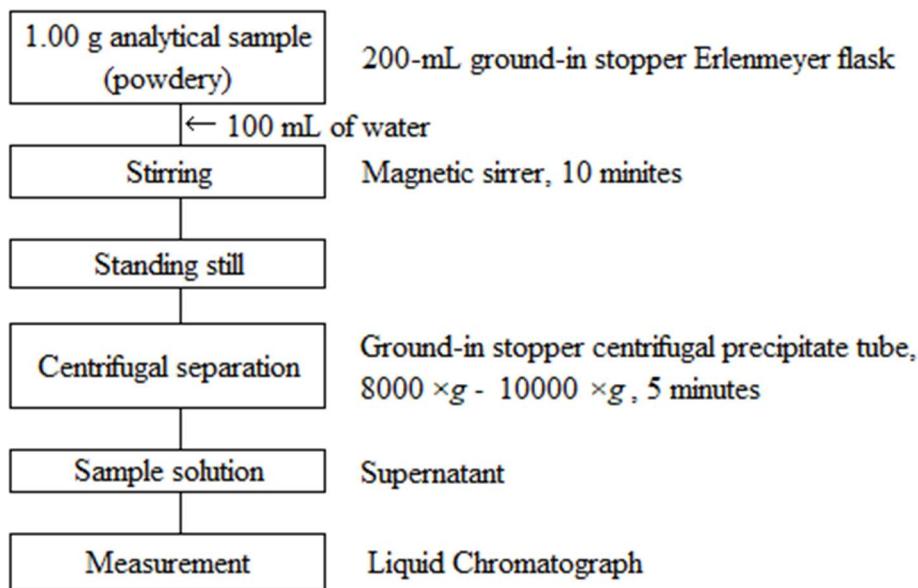 1.00 g analytical sample
(powdery)
200-mL ground-in stopper Erlenmeyer flask
← 100 mL of water
Stirring
Magnetic sirrer, 10 minites
Standing still
Centrifugal separation
Ground-in stopper centrifugal precipitate tube,
8000 ×g - 10000 ×g , 5 minutes
Sample solution
Supernatant
Measurement
Liquid Chromatograph